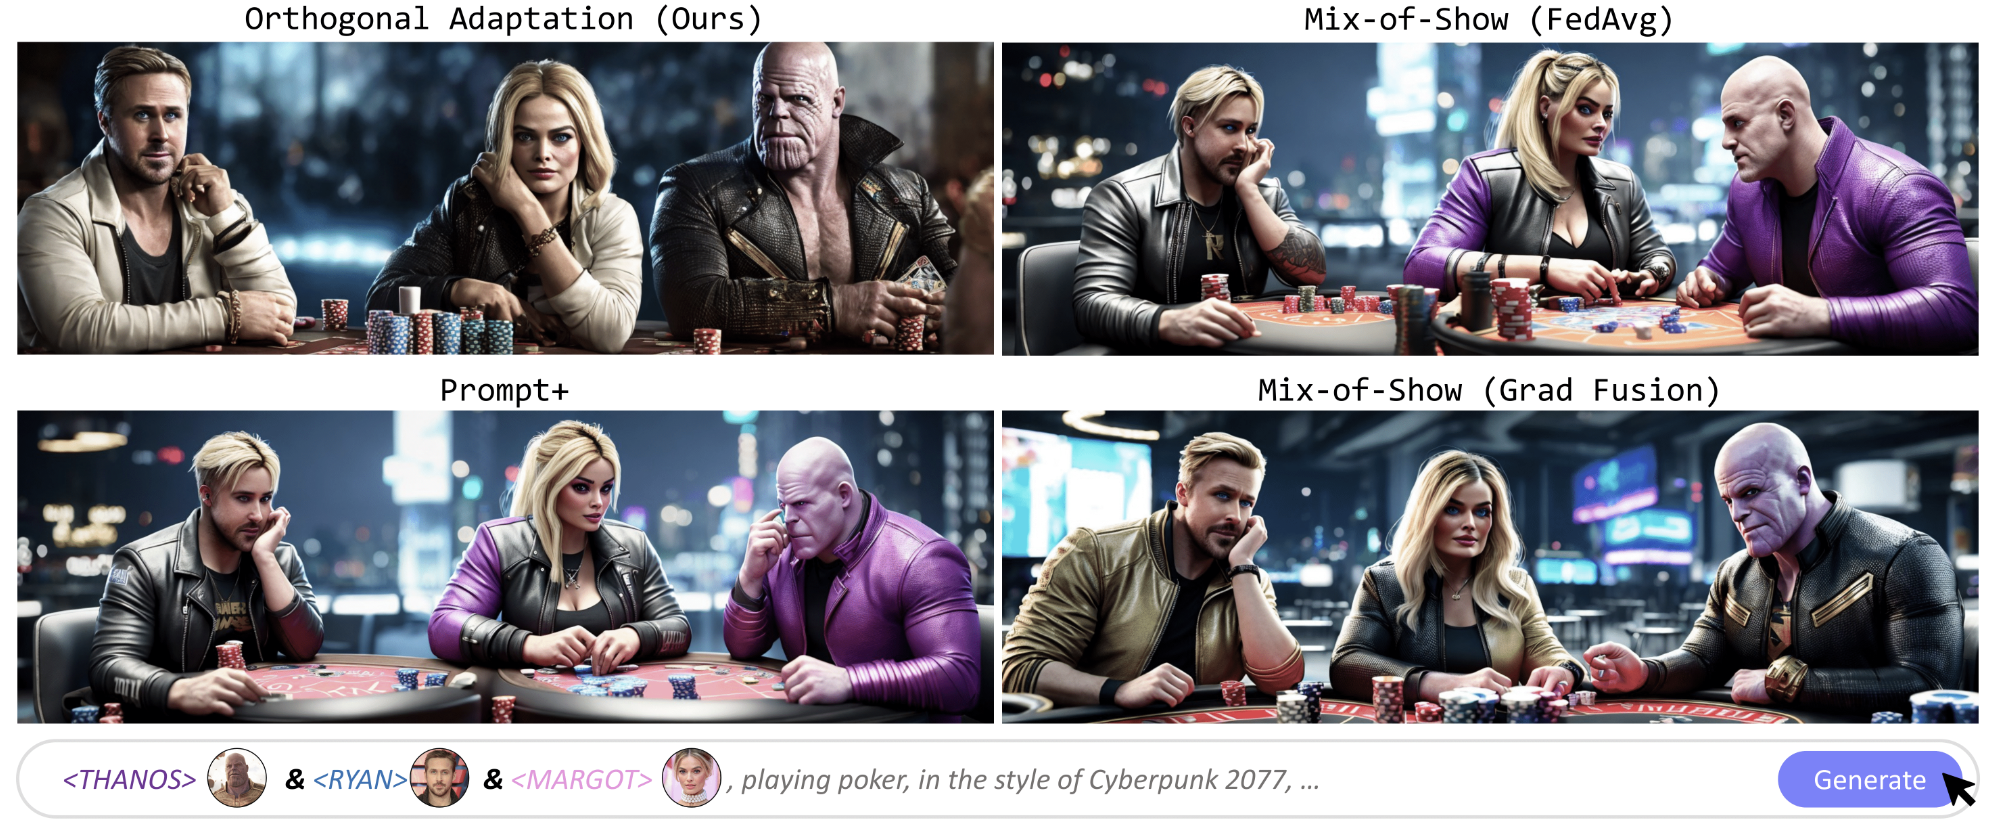 Orthogonal Adaptation (Ours)
Mix-of-Show (FedAvg)
Prompt+
Mix-of-Show (Grad Fusion)
<THANOS> & <RYAN> & <MARGOT> , playing poker, in the style of Cyberpunk 2077, ...
Generate